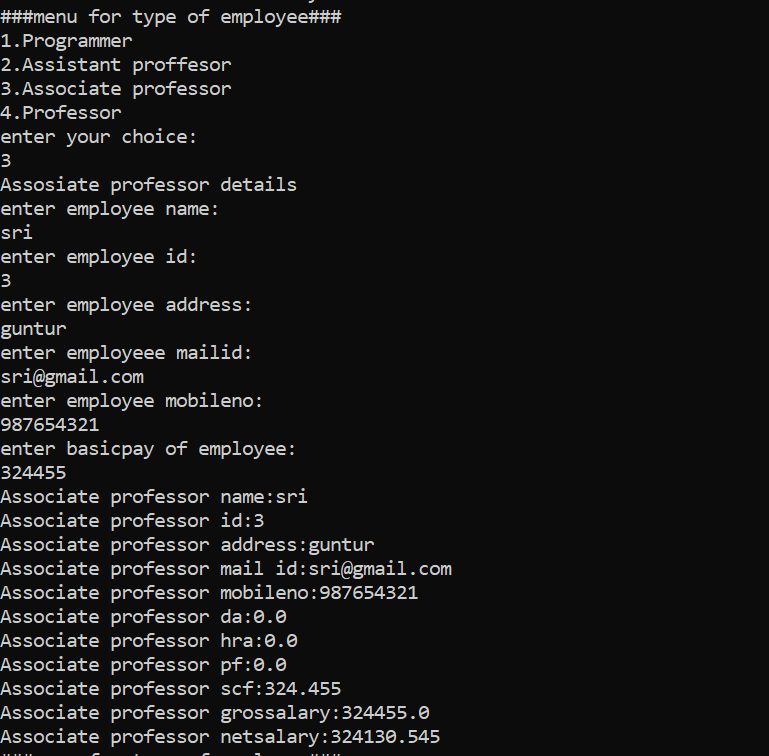 ###menu for type of employee###
1.Programmer
2.Assistant proffesor
3.Associate professor
4.Professor
enter your choice:
3
Assosiate professor details
enter employee name:
sri
enter employee id:
3
enter employee address:
guntur
enter employeee mailid:
sri@gmail.com
enter employee mobileno:
987654321
enter basicpay of employee:
324455
Associate professor name:sri
Associate professor id:3
Associate professor address:guntur
Associate professor mail id:sri@gmail.com
Associate professor mobileno:987654321
Associate professor da:0.0
Associate professor hra:0.0
Associate professor pf:0.0
Associate professor scf:324.455
Associate professor grossalary:324455.0
Associate professor netsalary:324130.545